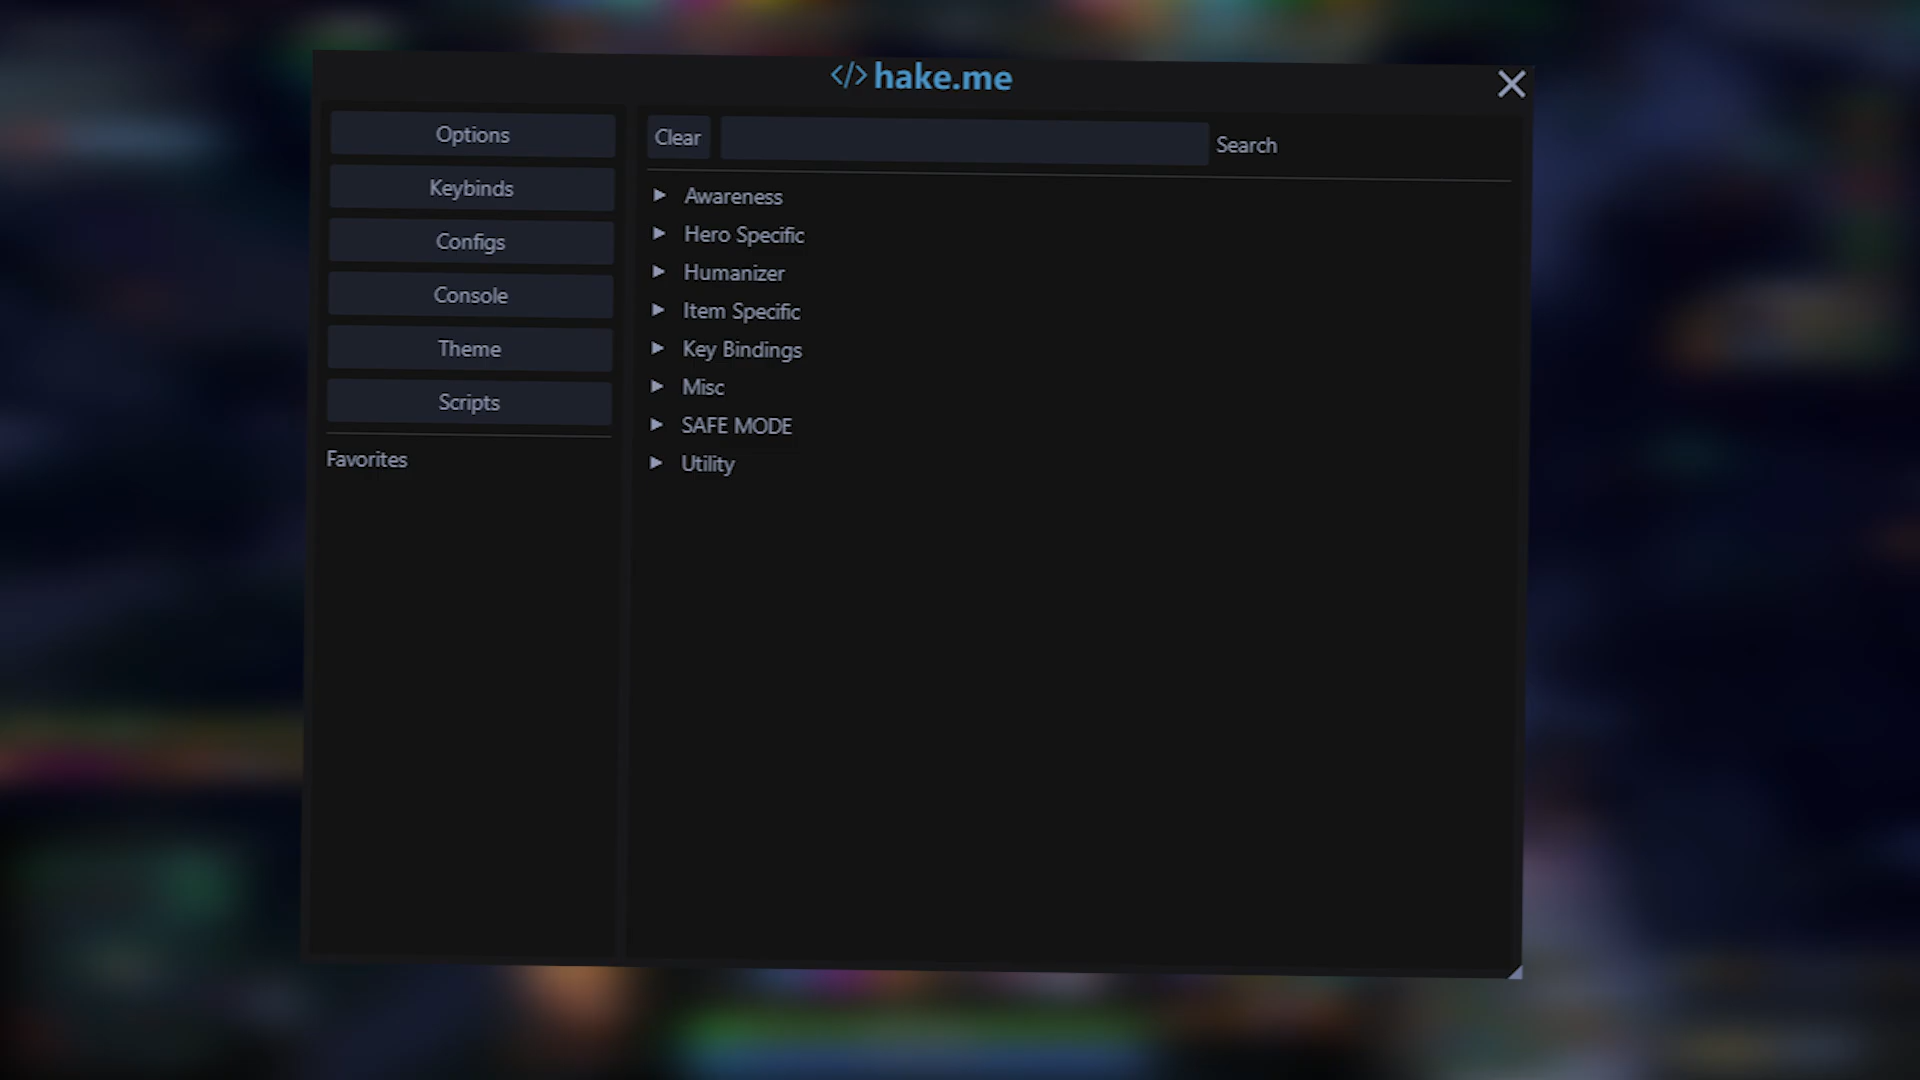 </> hake.me
Options
Keybinds
Configs
Console
Theme
Scripts
Favorites
Clear
Search
Awareness
Hero Specific
Humanizer
Item Specific
Key Bindings
Misc
SAFE MODE
Utility